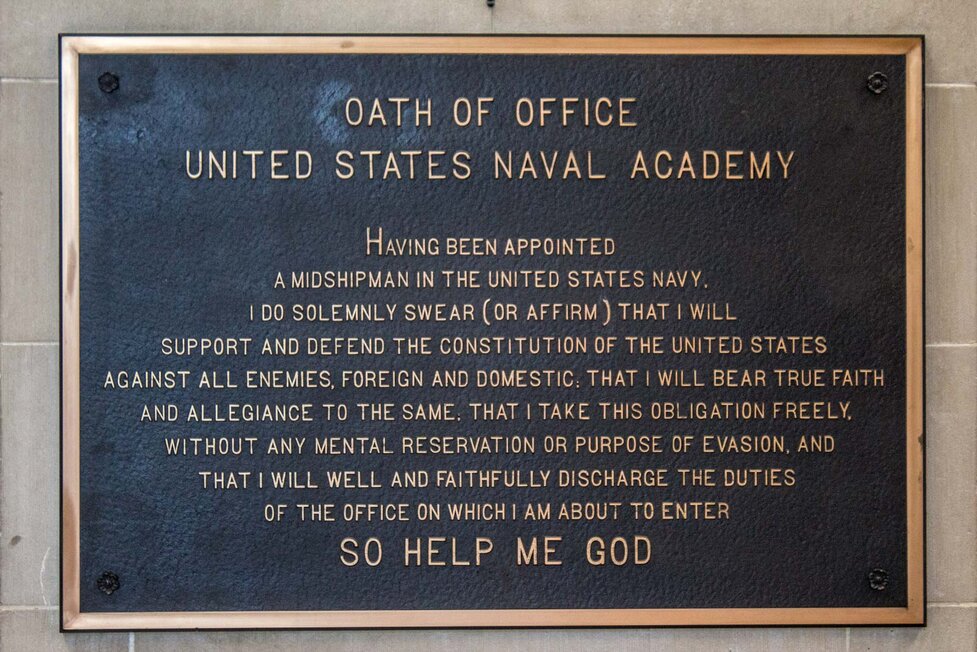 OATH OF OFFICE
UNITED STATES NAVAL ACADEMY
HAVING BEEN APPOINTED
A MIDSHIPMAN IN THE UNITED STATES NAVY,
I DO SOLEMNLY SWEAR (OR AFFIRM) THAT I WILL
SUPPORT AND DEFEND THE CONSTITUTION OF THE UNITED STATES
AGAINST ALL ENEMIES, FOREIGN AND DOMESTIC; THAT I WILL BEAR TRUE FAITH
AND ALLEGIANCE TO THE SAME; THAT I TAKE THIS OBLIGATION FREELY,
WITHOUT ANY MENTAL RESERVATION OR PURPOSE OF EVASION, AND
THAT I WILL WELL AND FAITHFULLY DISCHARGE THE DUTIES
OF THE OFFICE ON WHICH I AM ABOUT TO ENTER
SO HELP ME GOD